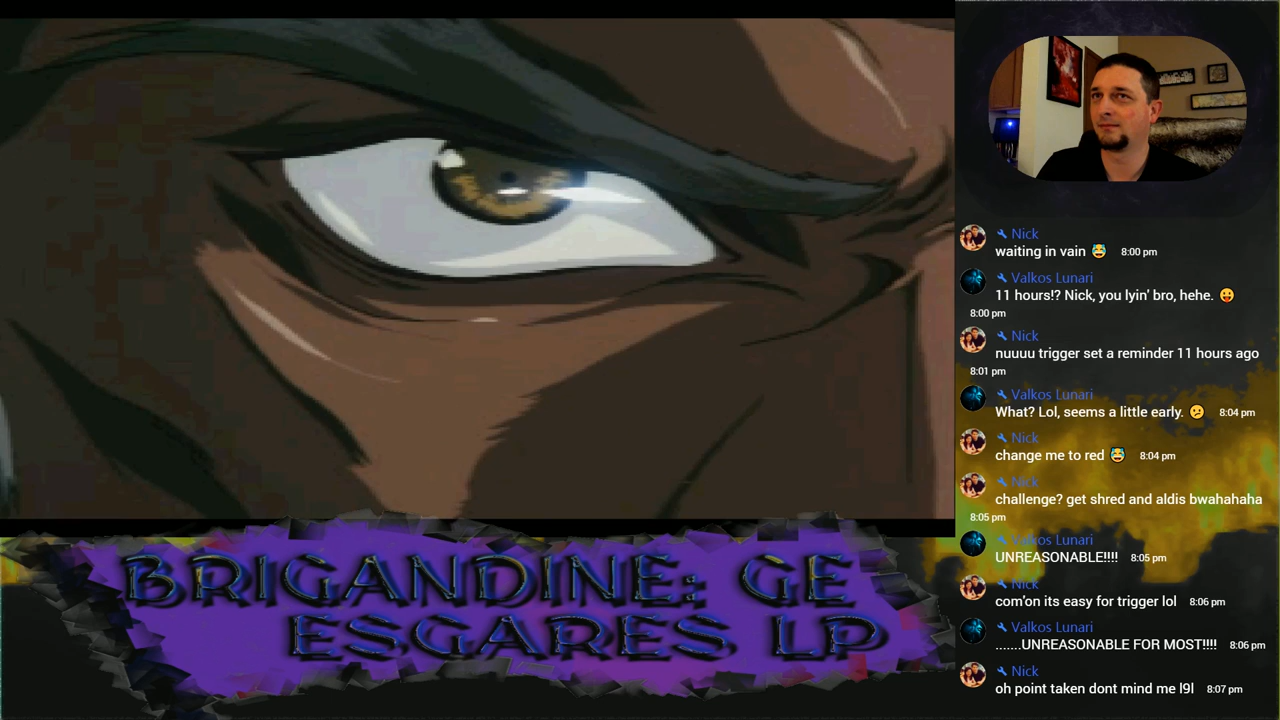 Nick
waiting in vain 😂 8:00 pm
Valkos Lunari
11 hours!? Nick, you lyin' bro, hehe. 😛
8:00 pm
Nick
nuuuu trigger set a reminder 11 hours ago
8:01 pm
Valkos Lunari
What? Lol, seems a little early. 😕 8:04 pm
Nick
change me to red 😂 8:04 pm
Nick
challenge? get shred and aldis bwahahaha
8:05 pm
Valkos Lunari
UNREASONABLE!!!! 8:05 pm
Nick
com'on its easy for trigger lol 8:06 pm
Valkos Lunari
.......UNREASONABLE FOR MOST!!!! 8:06 pm
Nick
oh point taken dont mind me l9l 8:07 pm
BRIGANDINE: GE
ESGARES LP